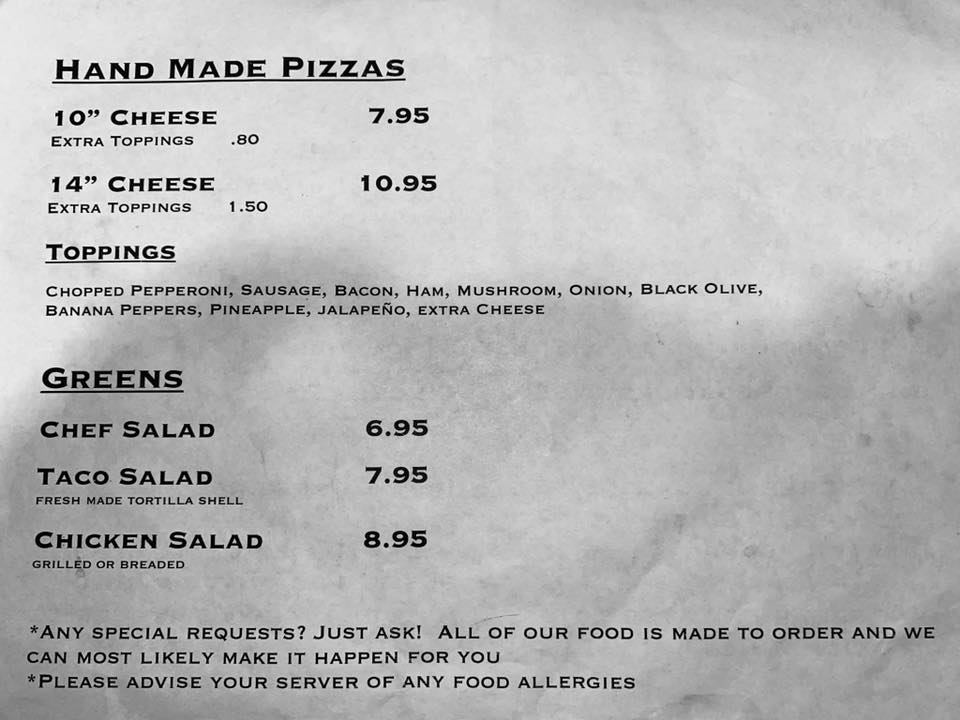 Hand Made Pizzas
10” Cheese 7.95
Extra Toppings .80
14” Cheese 10.95
Extra Toppings 1.50
Toppings
Chopped Pepperoni, Sausage, Bacon, Ham, Mushroom, Onion, Black Olive,
Banana Peppers, Pineapple, jalapeño, extra Cheese
Greens
Chef Salad 6.95
Taco Salad 7.95
fresh made tortilla shell
Chicken Salad 8.95
grilled or breaded
*Any special requests? Just ask! All of our food is made to order and we
can most likely make it happen for you
*Please advise your server of any food allergies